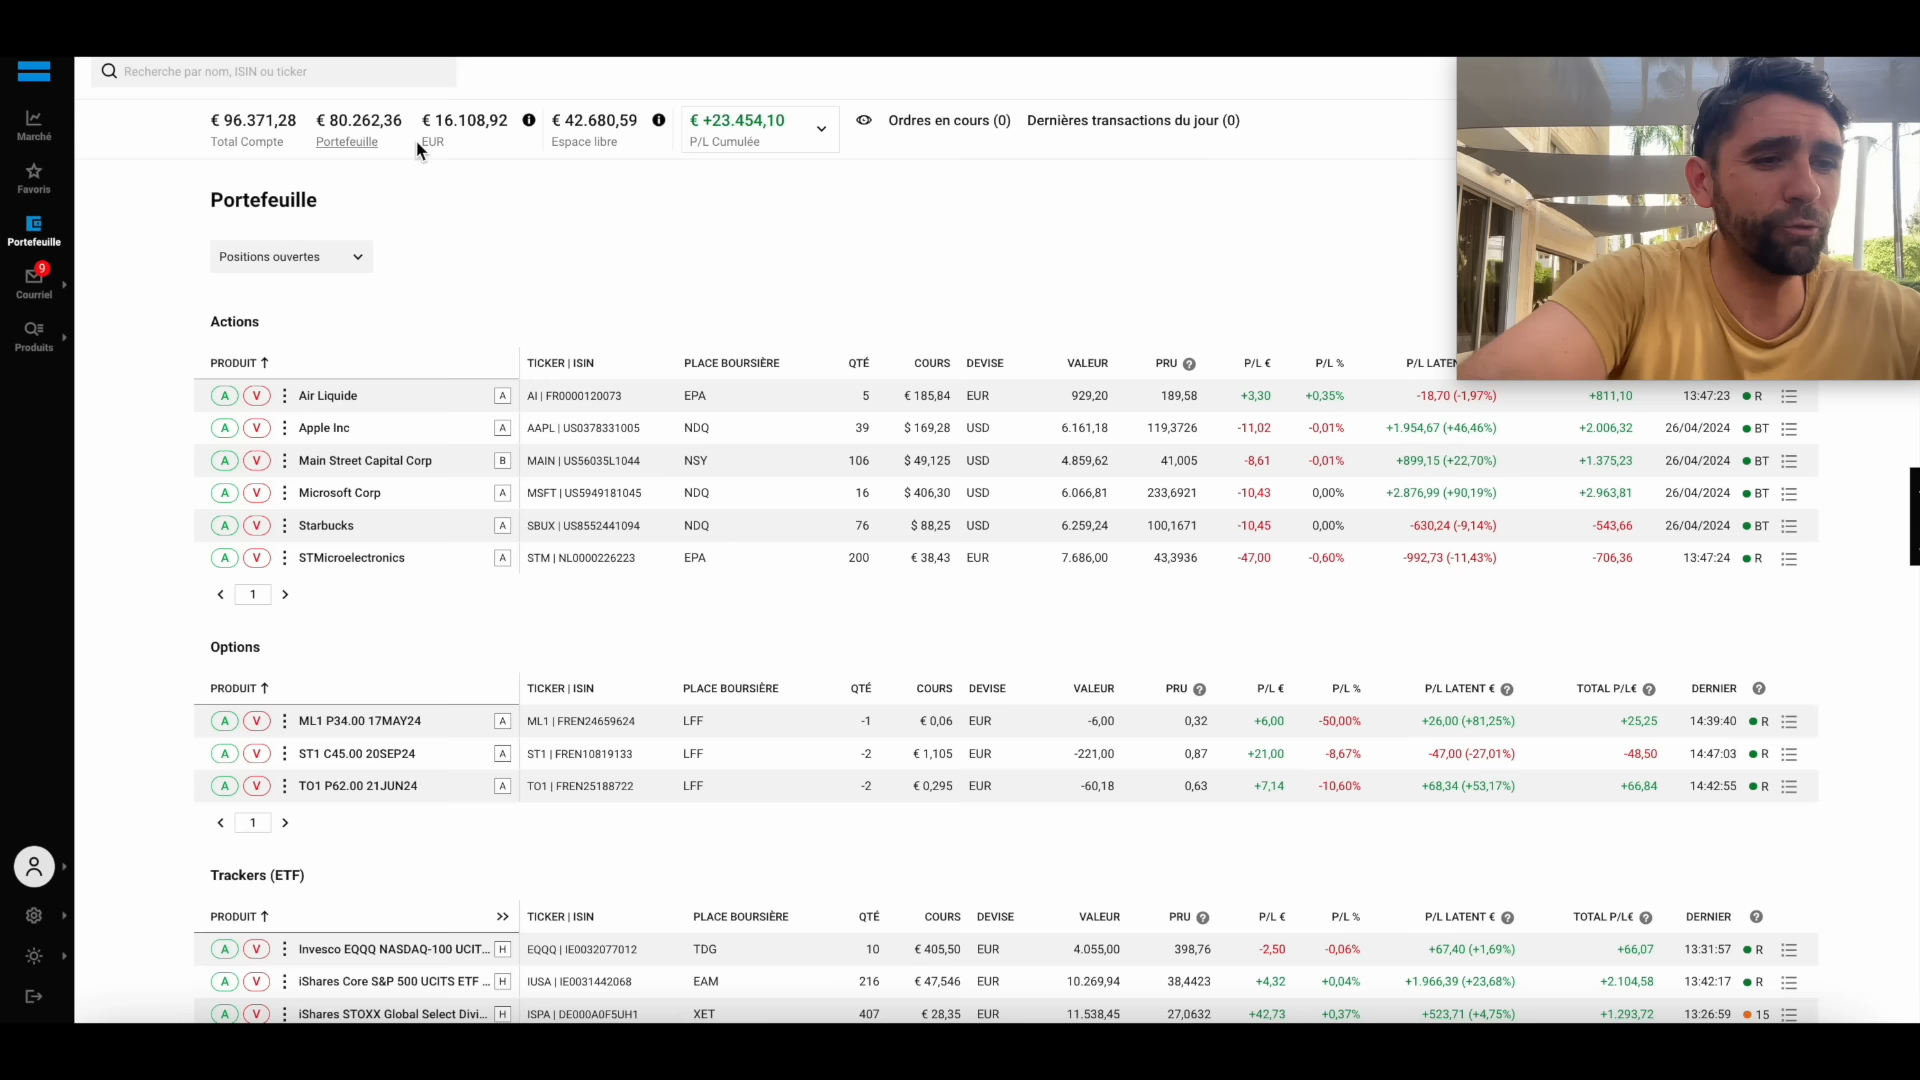 Recherche par nom, ISIN ou ticker
€ 96.371,28 € 80.262,36 € 16.108,92 € 42.680,59 € +23.454,10 Ordres en cours (0) Dernières transactions du jour (0)
Total Compte Portefeuille EUR Espace libre P/L Cumulée
Marché
Favoris
Portefeuille
9
Courriel
Produits
Portefeuille
Positions ouvertes
Actions
PRODUIT TICKER | ISIN PLACE BOURSIÈRE QTÉ COURS DEVISE VALEUR PRU ? P/L € P/L % P/L LATEN
A V Air Liquide A AI | FR0000120073 EPA 5 € 185,84 EUR 929,20 189,58 +3,30 +0,35% -18,70 (-1,97%) +811,10 13:47:23 R
A V Apple Inc A AAPL | US0378331005 NDQ 39 $ 169,28 USD 6.161,18 119,3726 -11,02 -0,01% +1.954,67 (+46,46%) +2.006,32 26/04/2024 BT
A V Main Street Capital Corp B MAIN | US56035L1044 NSY 106 $ 49,125 USD 4.859,62 41,005 -8,61 -0,01% +899,15 (+22,70%) +1.375,23 26/04/2024 BT
A V Microsoft Corp A MSFT | US5949181045 NDQ 16 $ 406,30 USD 6.066,81 233,6921 -10,43 0,00% +2.876,99 (+90,19%) +2.963,81 26/04/2024 BT
A V Starbucks A SBUX | US8552441094 NDQ 76 $ 88,25 USD 6.259,24 100,1671 -10,45 0,00% -630,24 (-9,14%) -543,66 26/04/2024 BT
A V STMicroelectronics A STM | NL0000226223 EPA 200 € 38,43 EUR 7.686,00 43,3936 -47,00 -0,60% -992,73 (-11,43%) -706,36 13:47:24 R
1
Options
PRODUIT TICKER | ISIN PLACE BOURSIÈRE QTÉ COURS DEVISE VALEUR PRU ? P/L € P/L % P/L LATENT € ? TOTAL P/L€ ? DERNIER ?
A V ML1 P34.00 17MAY24 A ML1 | FREN24659624 LFF -1 € 0,06 EUR -6,00 0,32 +6,00 -50,00% +26,00 (+81,25%) +25,25 14:39:40 R
A V ST1 C45.00 20SEP24 A ST1 | FREN10819133 LFF -2 € 1,105 EUR -221,00 0,87 +21,00 -8,67% -47,00 (-27,01%) -48,50 14:47:03 R
A V TO1 P62.00 21JUN24 A TO1 | FREN25188722 LFF -2 € 0,295 EUR -60,18 0,63 +7,14 -10,60% +68,34 (+53,17%) +66,84 14:42:55 R
1
Trackers (ETF)
PRODUIT TICKER | ISIN PLACE BOURSIÈRE QTÉ COURS DEVISE VALEUR PRU ? P/L € P/L % P/L LATENT € ? TOTAL P/L€ ? DERNIER ?
A V Invesco EQQQ NASDAQ-100 UCIT... H EQQQ | IE0032077012 TDG 10 € 405,50 EUR 4.055,00 398,76 -2,50 -0,06% +67,40 (+1,69%) +66,07 13:31:57 R
A V iShares Core S&P 500 UCITS ETF ... H IUSA | IE0031442068 EAM 216 € 47,546 EUR 10.269,94 38,4423 +4,32 +0,04% +1.966,39 (+23,68%) +2.104,58 13:42:17 R
A V iShares STOXX Global Select Divi... H ISPA | DE000A0F5UH1 XET 407 € 28,35 EUR 11.538,45 27,0632 +42,73 +0,37% +523,71 (+4,75%) +1.293,72 13:26:59 15